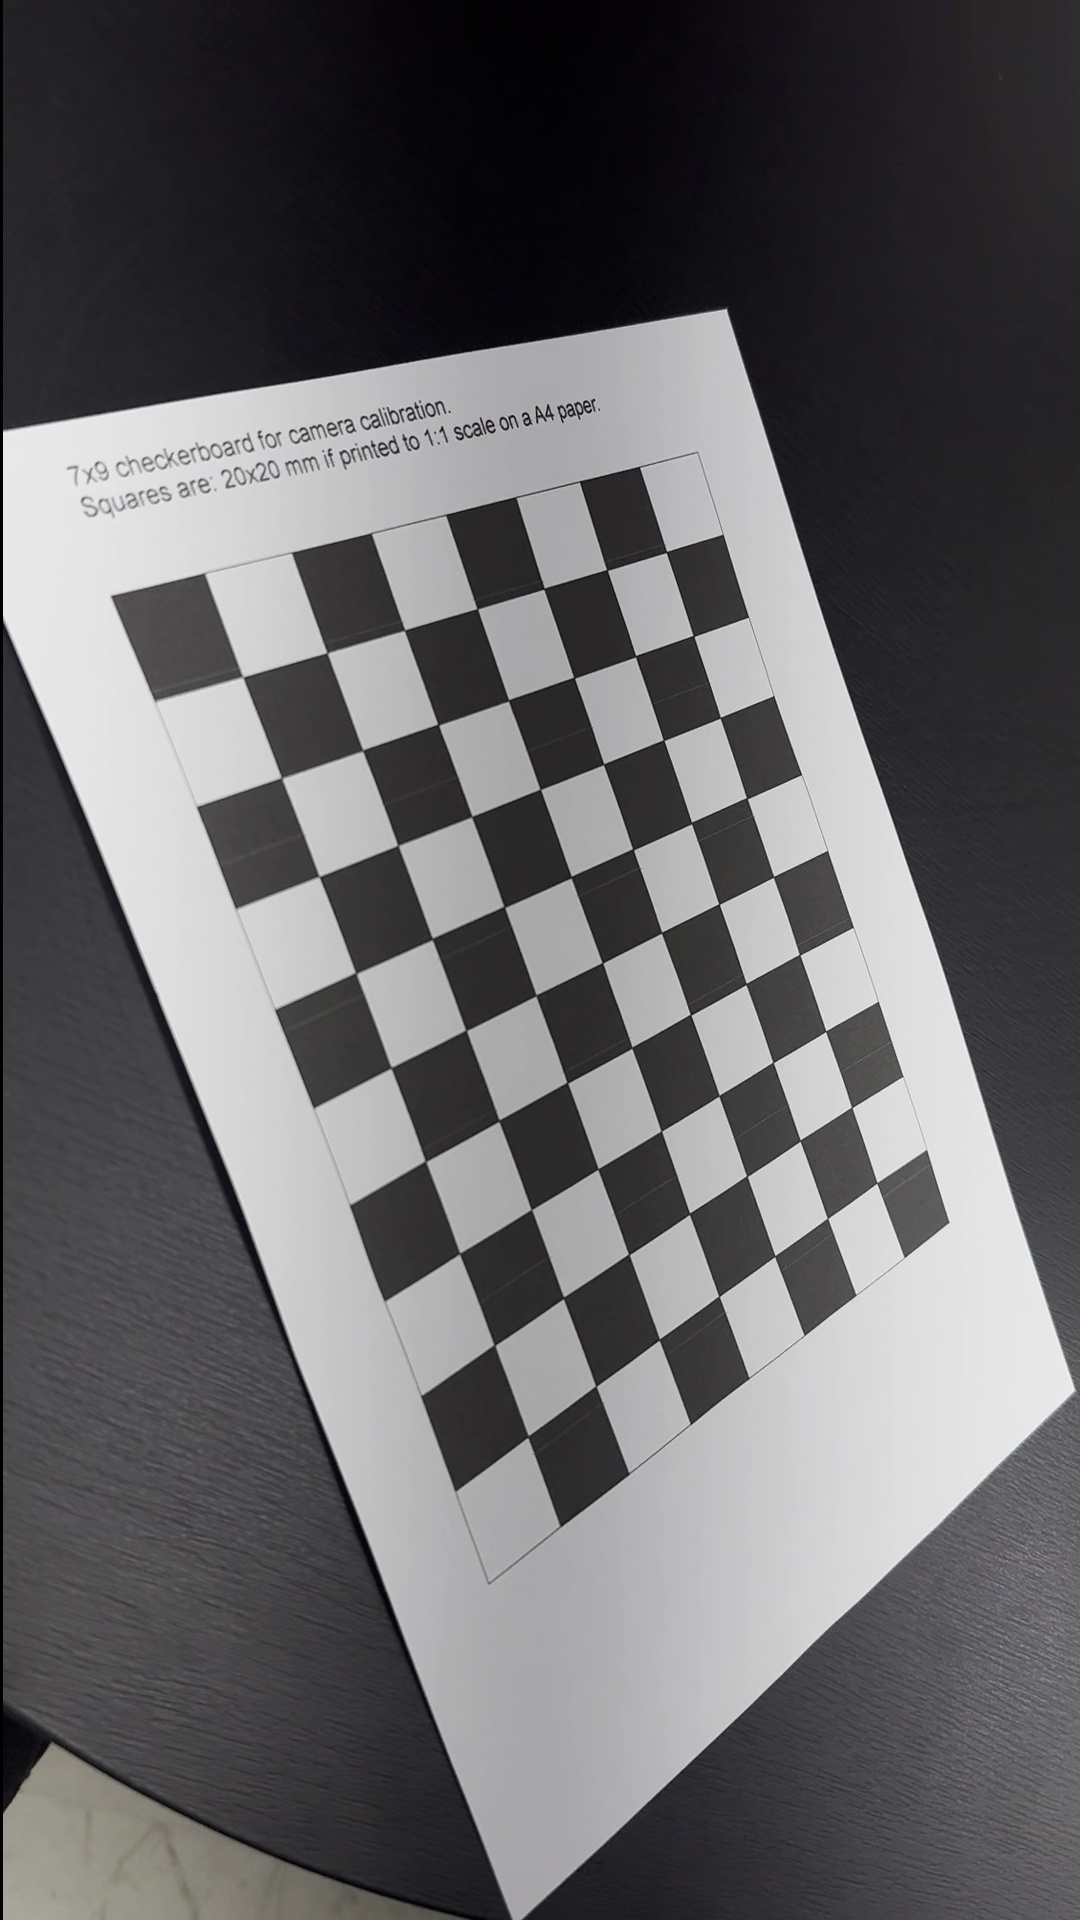 7x9 checkerboard for camera calibration.
Squares are: 20x20 mm if printed to 1:1 scale on a A4 paper.